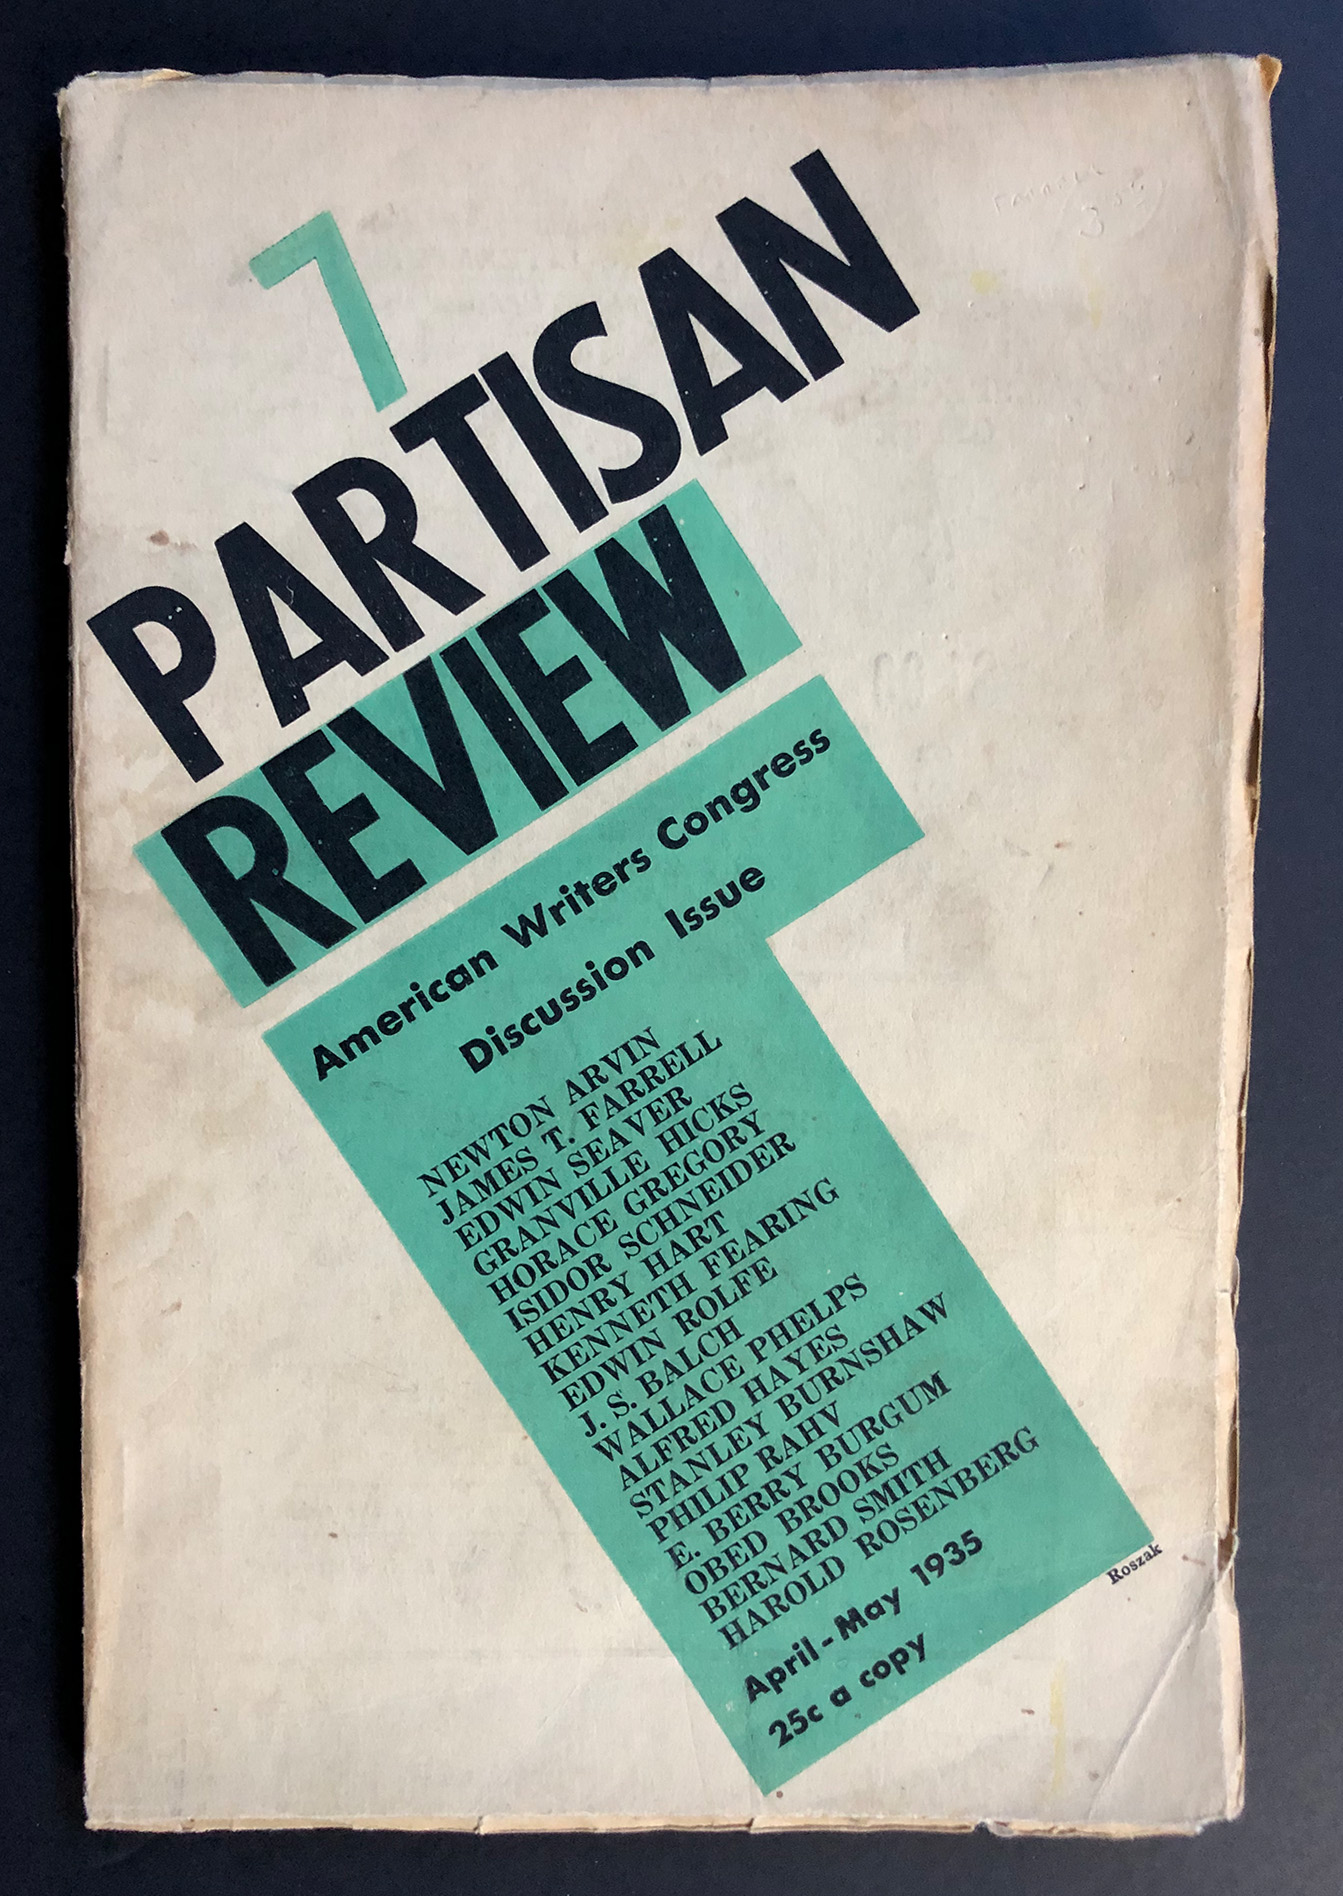 7
PARTISAN
REVIEW
American Writers Congress
Discussion Issue
NEWTON ARVIN
JAMES T. FARRELL
EDWIN SEAVER
GRANVILLE HICKS
HORACE GREGORY
ISIDOR SCHNEIDER
HENRY HART
KENNETH FEARING
EDWIN ROLFE
J. S. BALCH
WALLACE PHELPS
ALFRED HAYES
STANLEY BURNSHAW
PHILIP RAHV
E. BERRY BURGUM
OBED BROOKS
BERNARD SMITH
HAROLD ROSENBERG
April-May 1935
25c a copy
Roszak